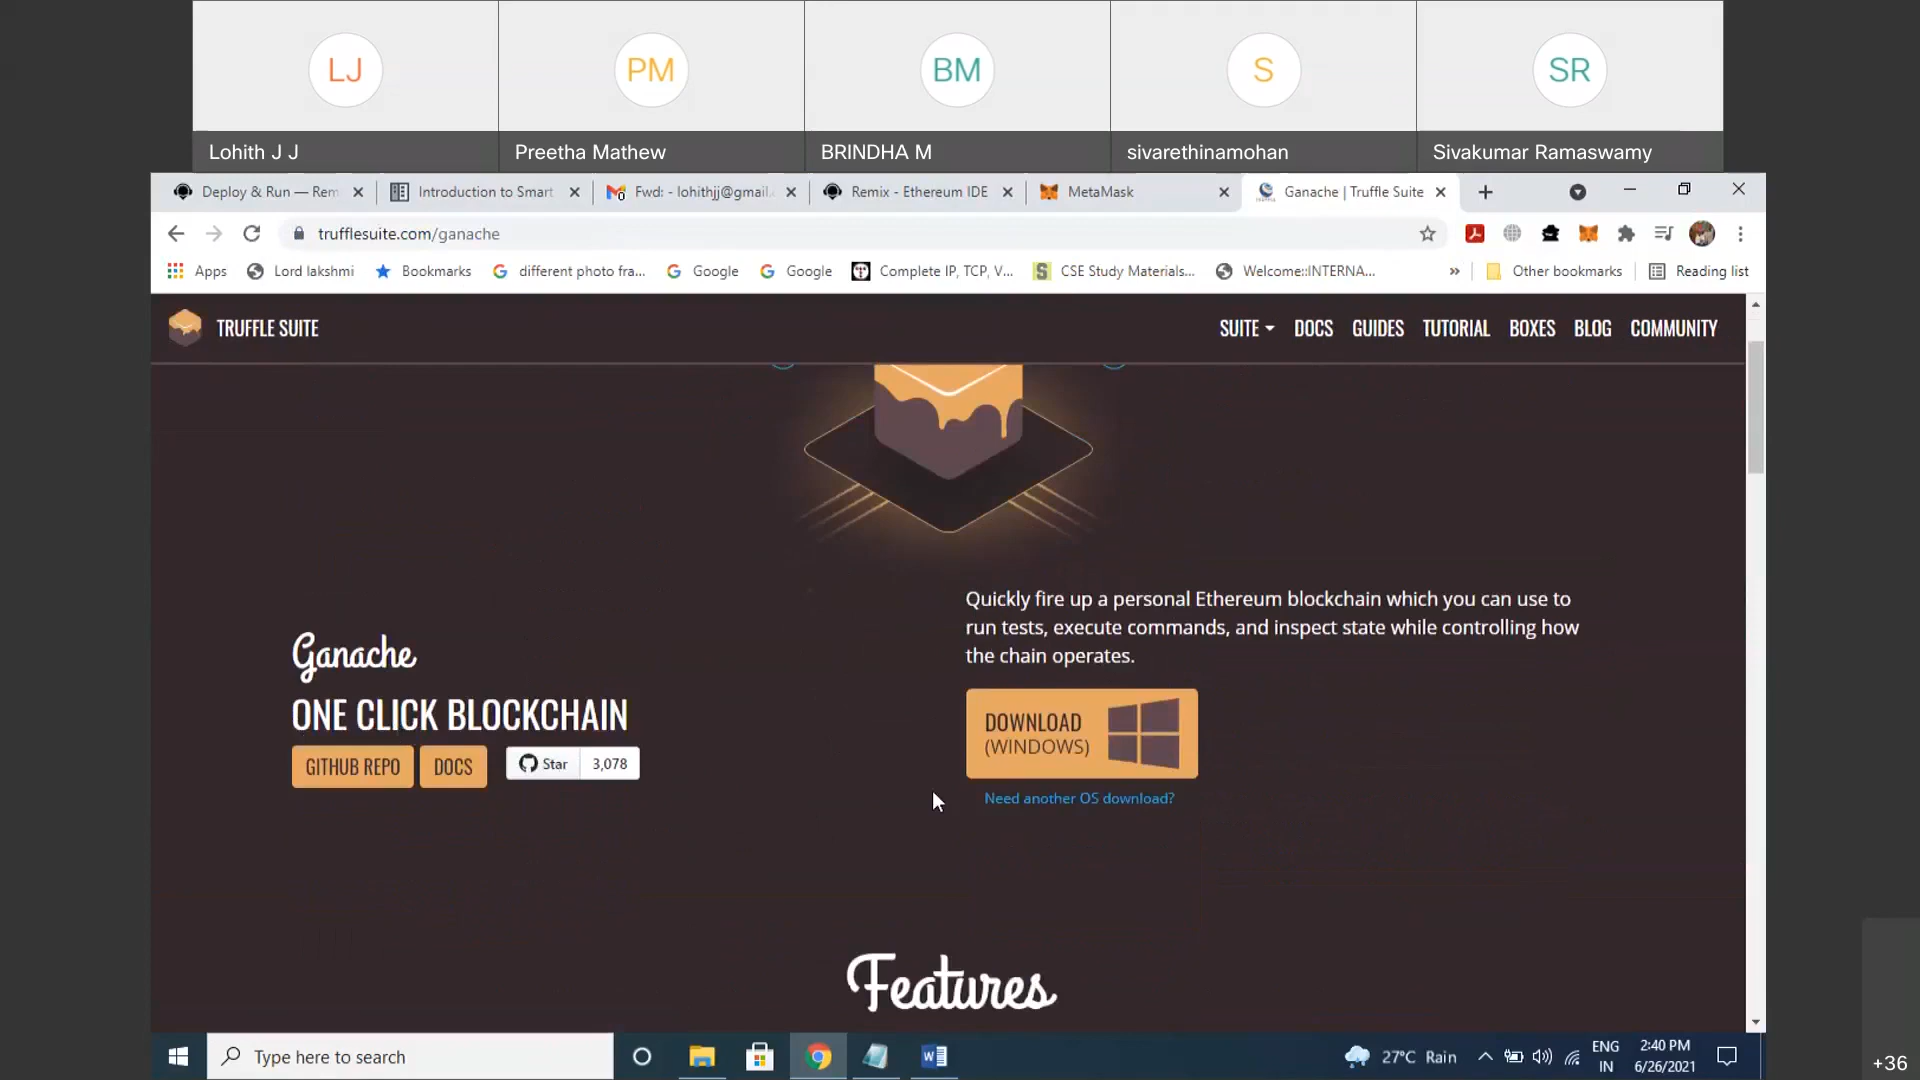 LJ
PM
BM
S
SR
Lohith J J
Preetha Mathew
BRINDHA M
sivarethinamohan
Sivakumar Ramaswamy
Deploy & Run — Rem
Introduction to Smart
Fwd: - lohithjj@gmail.
Remix - Ethereum IDE
MetaMask
Ganache | Truffle Suite
trufflesuite.com/ganache
Apps
Lord lakshmi
Bookmarks
different photo fra...
Google
Google
Complete IP, TCP, V...
CSE Study Materials...
Welcome::INTERNA...
»
Other bookmarks
Reading list
TRUFFLE SUITE
SUITE
DOCS
GUIDES
TUTORIAL
BOXES
BLOG
COMMUNITY
Ganache
ONE CLICK BLOCKCHAIN
GITHUB REPO
DOCS
Star
3,078
Quickly fire up a personal Ethereum blockchain which you can use to
run tests, execute commands, and inspect state while controlling how
the chain operates.
DOWNLOAD
(WINDOWS)
Need another OS download?
Features
Type here to search
27°C Rain
ENG
IN
2:40 PM
6/26/2021
+36